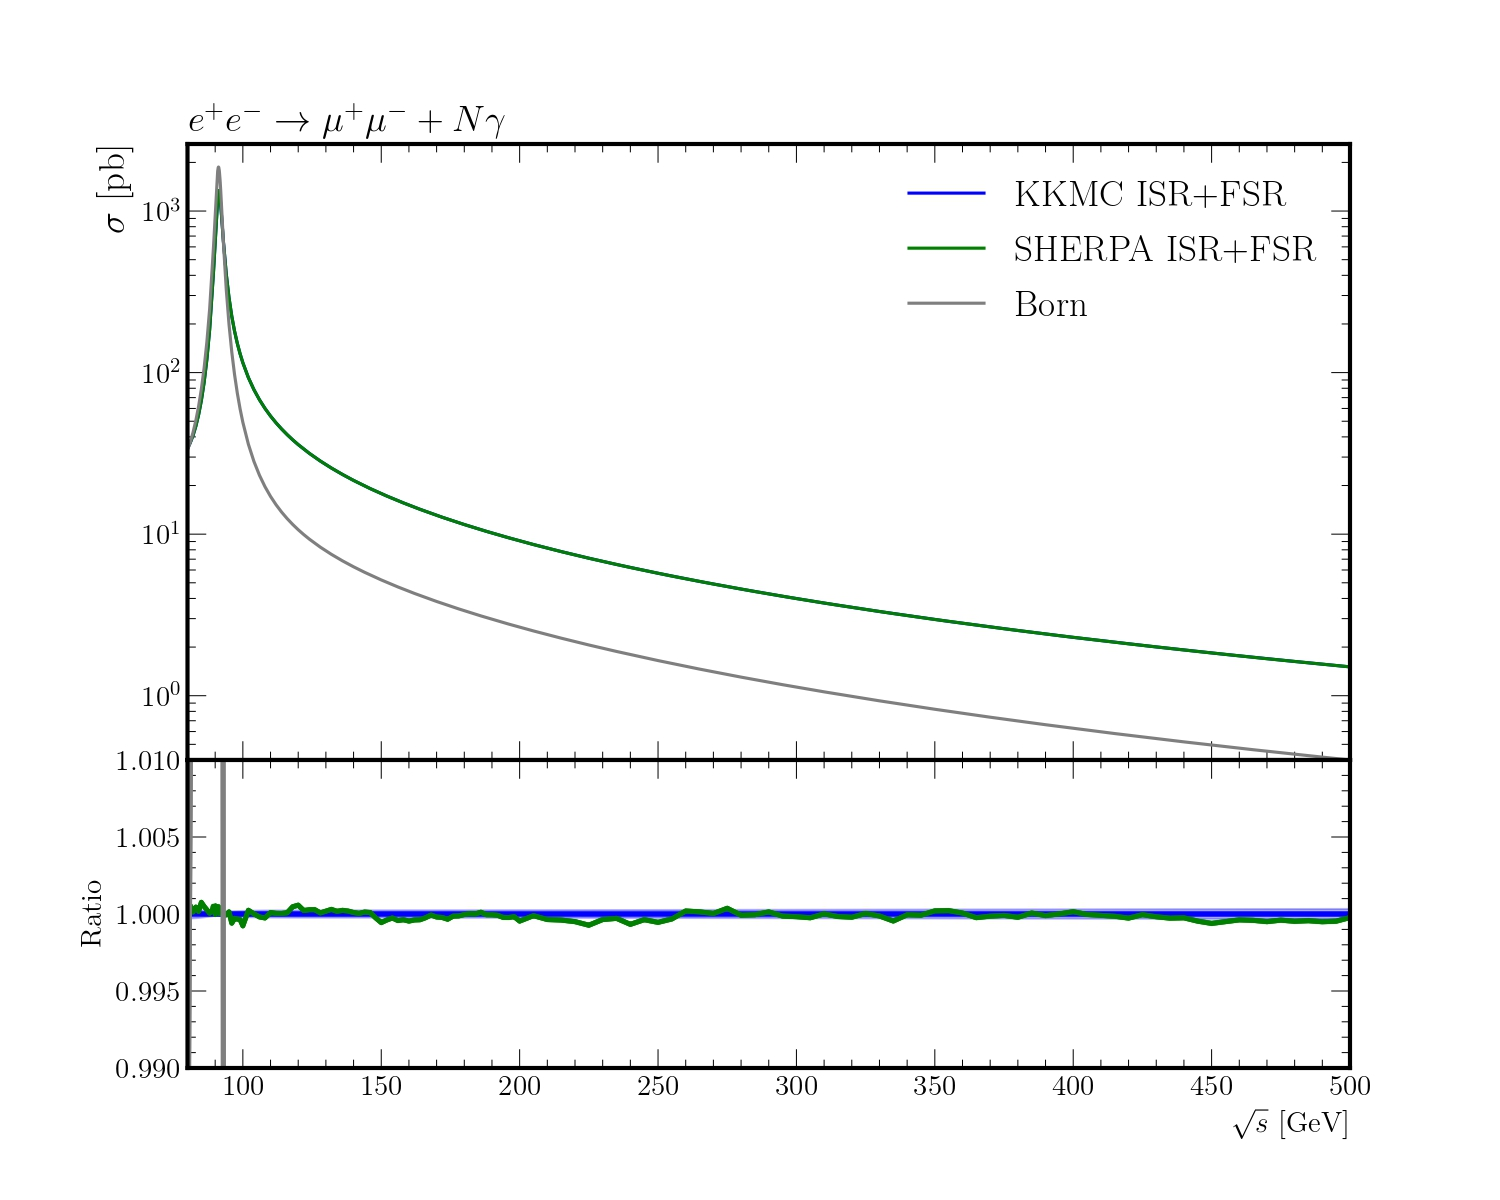 e⁺e⁻ → μ⁺μ⁻ + Nγ
σ [pb]
10³
10²
10¹
10⁰
KKMC ISR+FSR
SHERPA ISR+FSR
Born
1.010
1.005
1.000
0.995
0.990
Ratio
100 150 200 250 300 350 400 450 500
√s [GeV]